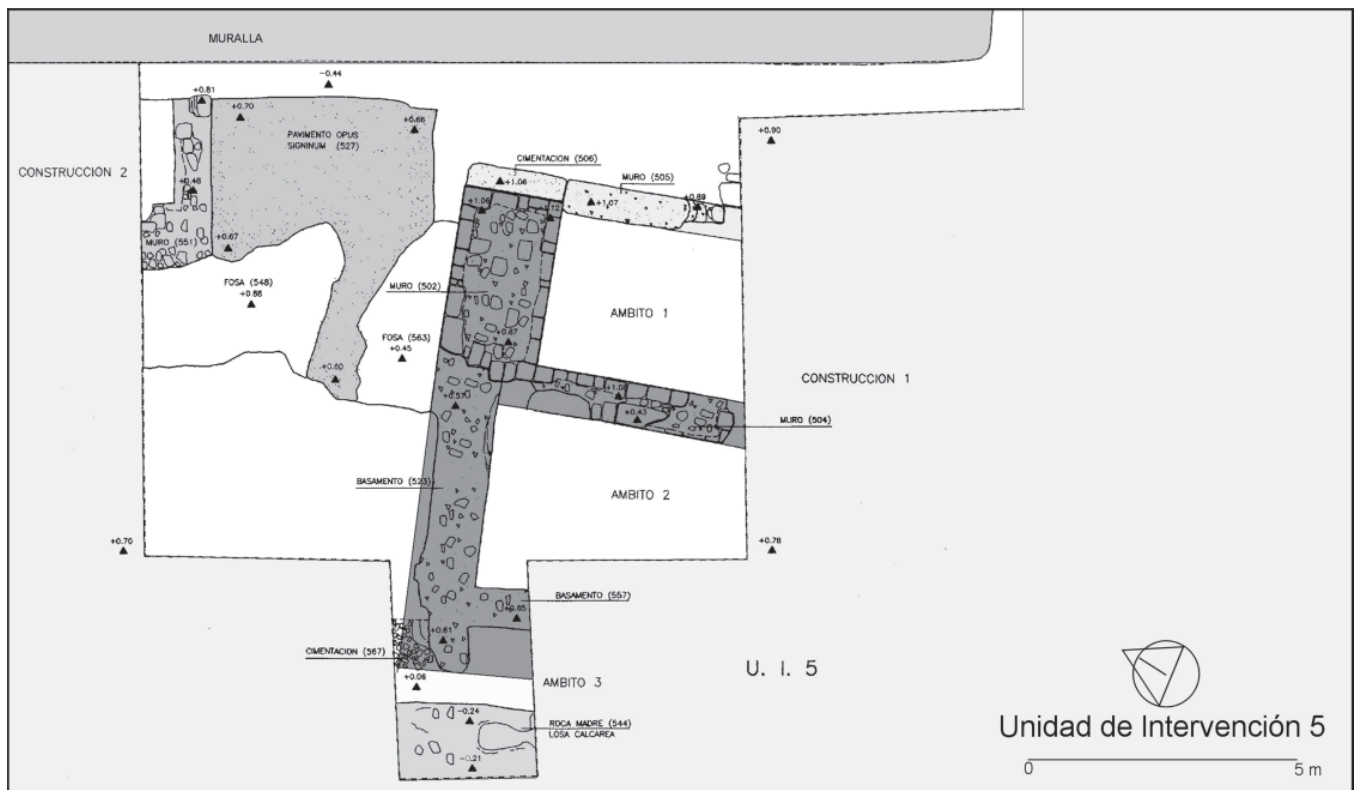 MURALLA
-0.44
+0.81
+0.70
+0.66
PAVIMENTO OPUS
SIGNINUM (527)
+0.90
CONSTRUCCION 2
CIMENTACION (506)
+1.06
MURO (505)
+0.48
+1.06
+1.07
+0.89
MURO (551)
+0.67
FOSA (548)
+0.88
MURO (502)
AMBITO 1
FOSA (563)
+0.45
+0.67
+0.60
CONSTRUCCION 1
+0.57
+0.43
MURO (504)
BASAMENTO (523)
AMBITO 2
+0.70
+0.78
BASAMENTO (557)
+0.65
+0.61
CIMENTACION (567)
U. I. 5
AMBITO 3
+0.06
-0.24
ROCA MADRE (544)
LOSA CALCAREA
-0.21
Unidad de Intervención 5
0
5 m